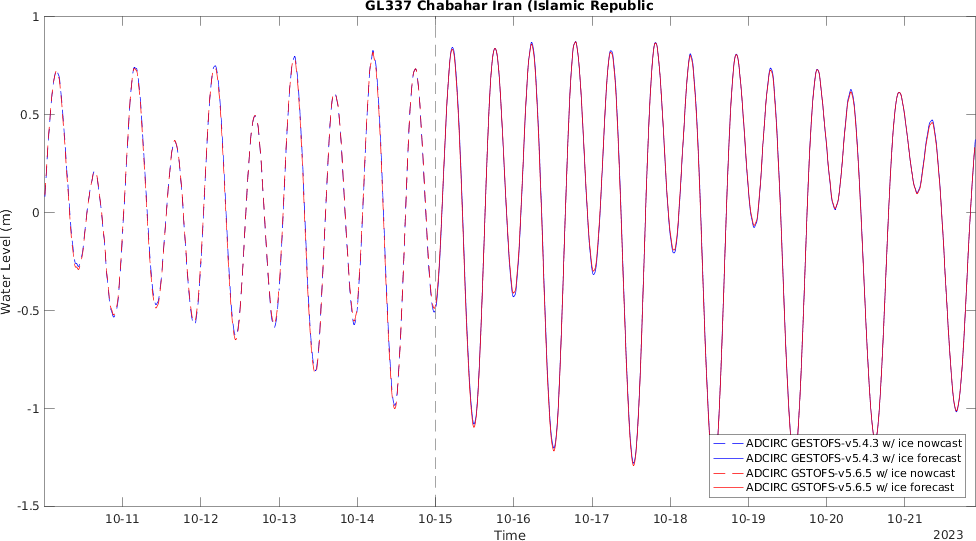 GL337 Chabahar Iran (Islamic Republic
1
0.5
0
-0.5
-1
-1.5
Water Level (m)
ADCIRC GESTOFS-v5.4.3 w/ ice nowcast
ADCIRC GESTOFS-v5.4.3 w/ ice forecast
ADCIRC GSTOFS-v5.6.5 w/ ice nowcast
ADCIRC GSTOFS-v5.6.5 w/ ice forecast
10-11 10-12 10-13 10-14 10-15 10-16 10-17 10-18 10-19 10-20 10-21
Time
2023